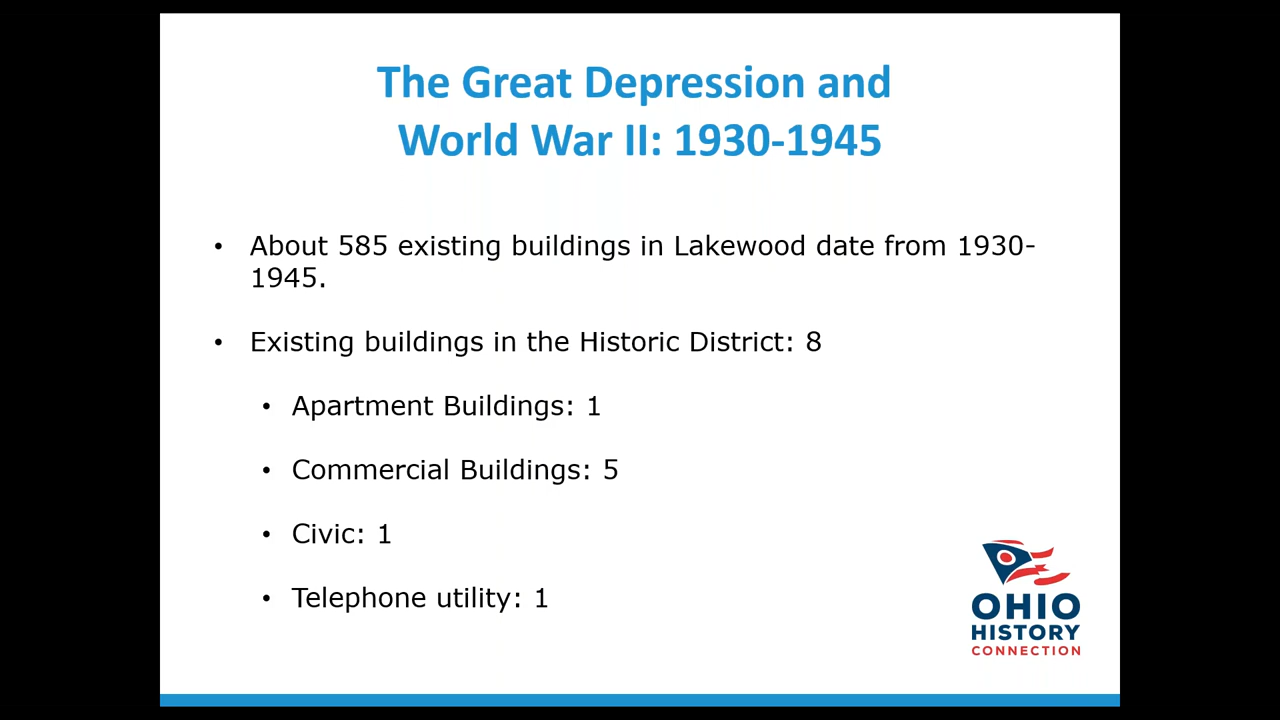 The Great Depression and
World War II: 1930-1945
• About 585 existing buildings in Lakewood date from 1930-
1945.
• Existing buildings in the Historic District: 8
• Apartment Buildings: 1
• Commercial Buildings: 5
• Civic: 1
• Telephone utility: 1
OHIO
HISTORY
CONNECTION